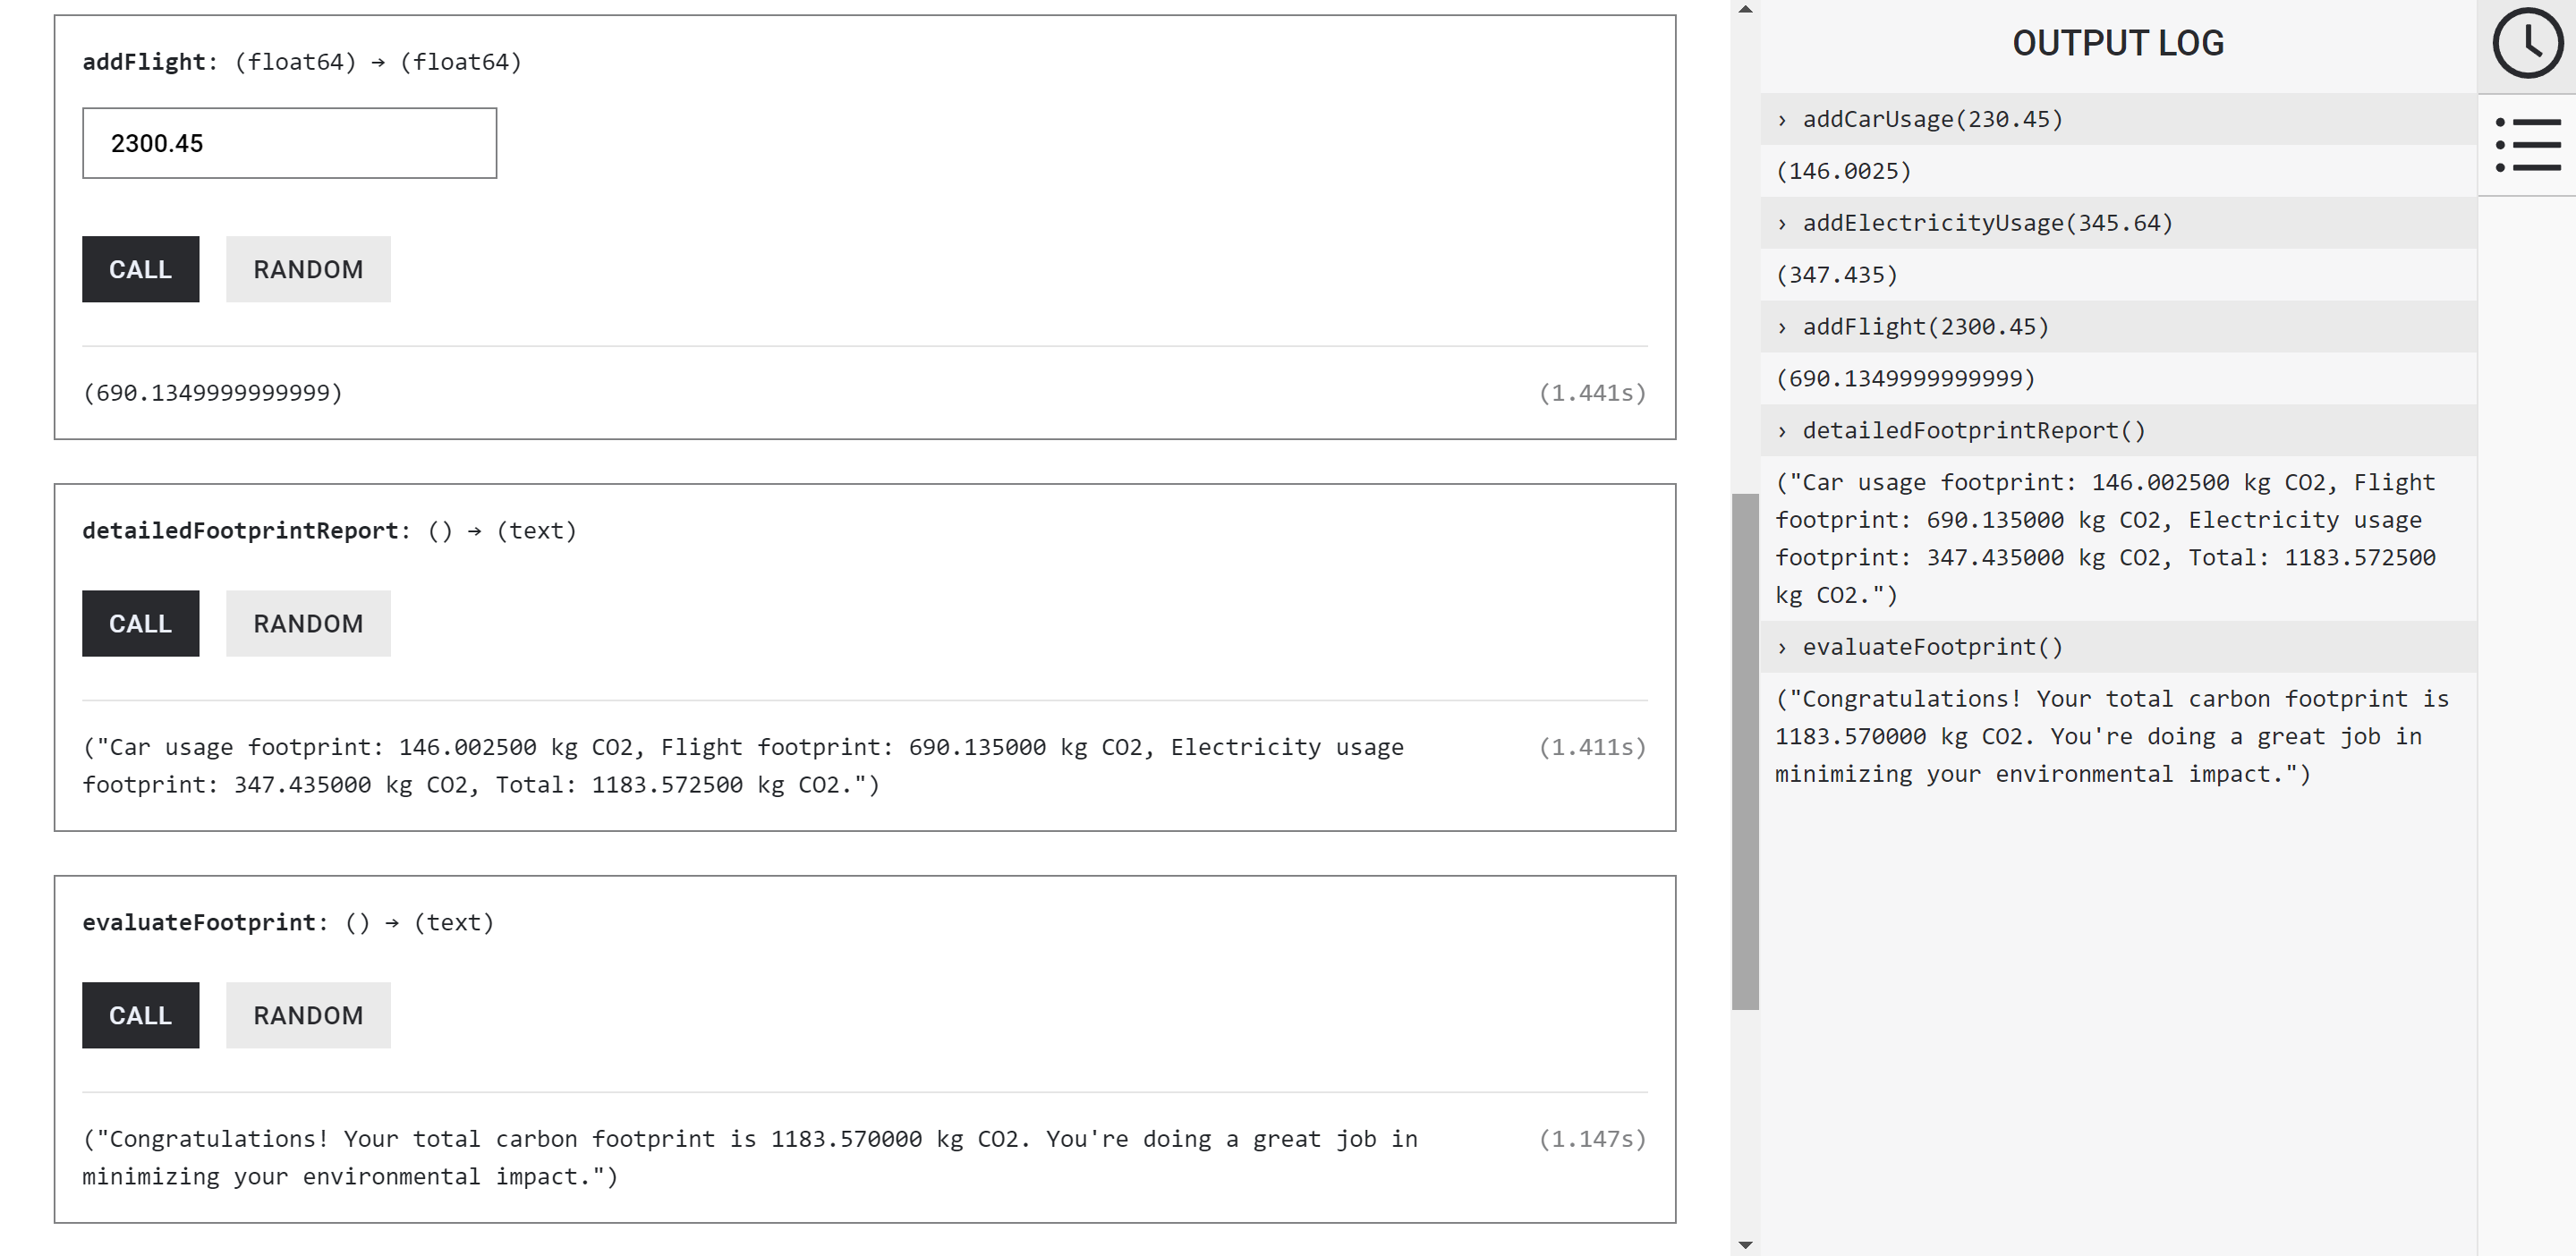 addFlight: (float64) → (float64)
2300.45
CALL RANDOM
(690.1349999999999) (1.441s)
detailedFootprintReport: () → (text)
CALL RANDOM
("Car usage footprint: 146.002500 kg CO2, Flight footprint: 690.135000 kg CO2, Electricity usage (1.411s)
footprint: 347.435000 kg CO2, Total: 1183.572500 kg CO2.")
evaluateFootprint: () → (text)
CALL RANDOM
("Congratulations! Your total carbon footprint is 1183.570000 kg CO2. You're doing a great job in (1.147s)
minimizing your environmental impact.")
OUTPUT LOG
› addCarUsage(230.45)
(146.0025)
› addElectricityUsage(345.64)
(347.435)
› addFlight(2300.45)
(690.1349999999999)
› detailedFootprintReport()
("Car usage footprint: 146.002500 kg CO2, Flight
footprint: 690.135000 kg CO2, Electricity usage
footprint: 347.435000 kg CO2, Total: 1183.572500
kg CO2.")
› evaluateFootprint()
("Congratulations! Your total carbon footprint is
1183.570000 kg CO2. You're doing a great job in
minimizing your environmental impact.")